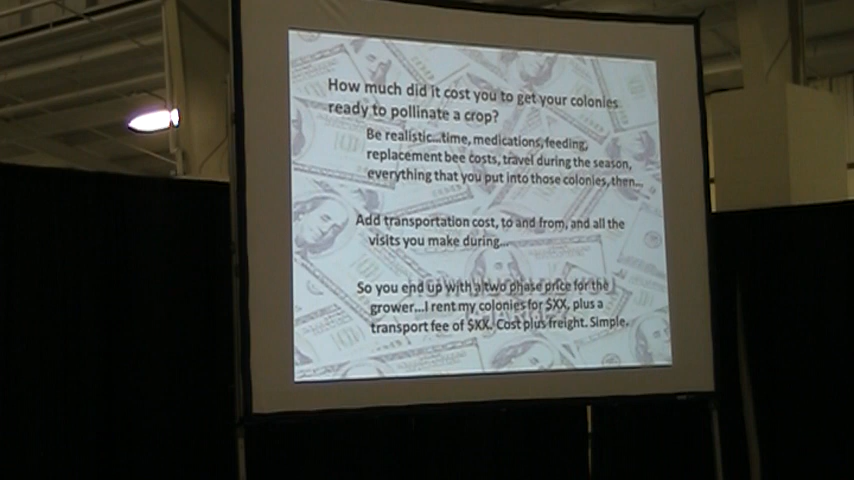 How much did it cost you to get your colonies
ready to pollinate a crop?
Be realistic...time, medications, feeding,
replacement bee costs, travel during the season,
everything that you put into those colonies, then...
Add transportation cost, to and from, and all the
visits you make during...
So you end up with a two phase price for the
grower...I rent my colonies for $XX, plus a
transport fee of $XX. Cost plus freight. Simple.